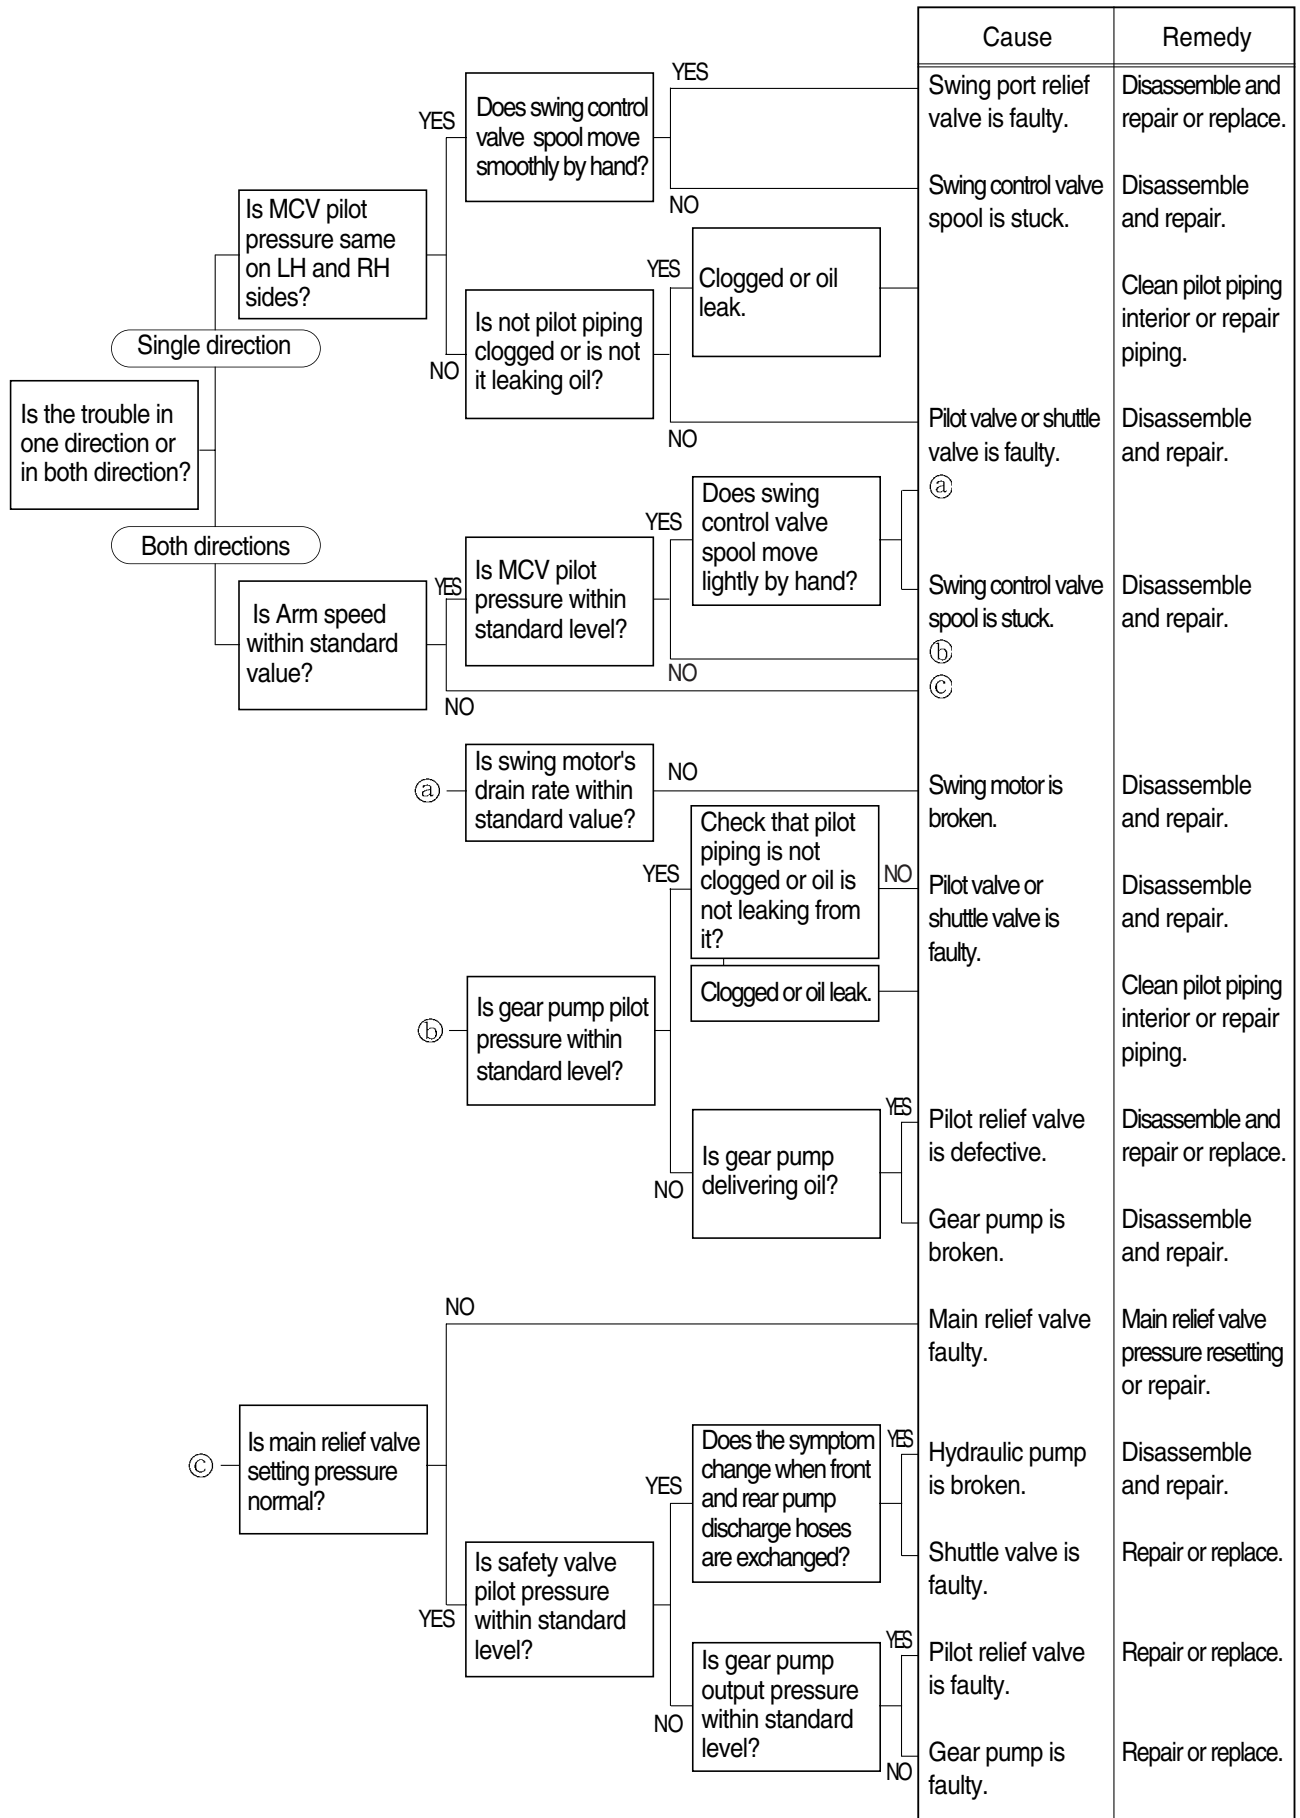 Cause
Remedy
YES
Swing port relief
valve is faulty.
Disassemble and
repair or replace.
YES
Does swing control
valve spool move
smoothly by hand?
NO
Swing control valve
spool is stuck.
Disassemble
and repair.
Is MCV pilot
pressure same
on LH and RH
sides?
YES
Clogged or oil
leak.
Clean pilot piping
interior or repair
piping.
NO
Is not pilot piping
clogged or is not
it leaking oil?
Single direction
NO
Pilot valve or shuttle
valve is faulty.
Disassemble
and repair.
Is the trouble in
one direction or
in both direction?
Both directions
ⓐ
YES
Does swing
control valve
spool move
lightly by hand?
YES
Is MCV pilot
pressure within
standard level?
Swing control valve
spool is stuck.
Disassemble
and repair.
Is Arm speed
within standard
value?
NO
ⓑ
NO
ⓒ
ⓐ
Is swing motor's
drain rate within
standard value?
NO
Swing motor is
broken.
Disassemble
and repair.
YES
Check that pilot
piping is not
clogged or oil is
not leaking from
it?
NO
Pilot valve or
shuttle valve is
faulty.
Disassemble
and repair.
Clogged or oil leak.
Clean pilot piping
interior or repair
piping.
ⓑ
Is gear pump pilot
pressure within
standard level?
NO
Is gear pump
delivering oil?
YES
Pilot relief valve
is defective.
Disassemble and
repair or replace.
Gear pump is
broken.
Disassemble
and repair.
NO
Main relief valve
faulty.
Main relief valve
pressure resetting
or repair.
ⓒ
Is main relief valve
setting pressure
normal?
YES
Does the symptom
change when front
and rear pump
discharge hoses
are exchanged?
YES
Hydraulic pump
is broken.
Disassemble
and repair.
Shuttle valve is
faulty.
Repair or replace.
YES
Is safety valve
pilot pressure
within standard
level?
NO
Is gear pump
output pressure
within standard
level?
YES
Pilot relief valve
is faulty.
Repair or replace.
NO
Gear pump is
faulty.
Repair or replace.